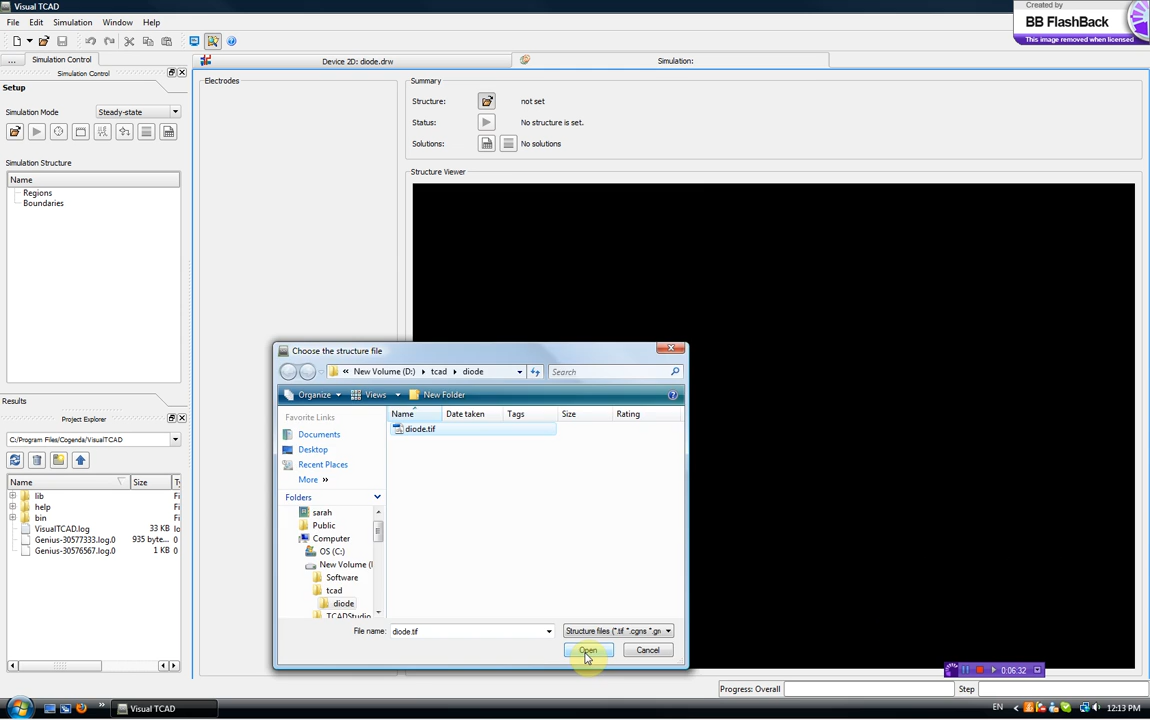 Visual TCAD
Created by
BB FlashBack
This image removed when licensed
File Edit Simulation Window Help
... Simulation Control
Device 2D: diode.drw
Simulation:
Simulation Control
Setup
Simulation Mode Steady-state
Simulation Structure
Name
Regions
Boundaries
Electrodes
Summary
Structure: not set
Status: No structure is set.
Solutions: No solutions
Structure Viewer
Results
Project Explorer
C:/Program Files/Cogenda/VisualTCAD
Name Size
lib
help
bin
VisualTCAD.log 33 KB
Genius-30577333.log.0 935 byte...
Genius-30576567.log.0 1 KB
Choose the structure file
« New Volume (D:) tcad diode
Search
Organize Views New Folder
Favorite Links
Documents
Desktop
Recent Places
More »
Folders
sarah
Public
Computer
OS (C:)
New Volume (
Software
tcad
diode
TCADStudio
Name Date taken Tags Size Rating
diode.tif
File name: diode.tif
Structure files (*.tif *.cgns *.gn
Open Cancel
0:06:32
Progress: Overall Step
Visual TCAD
EN 12:13 PM